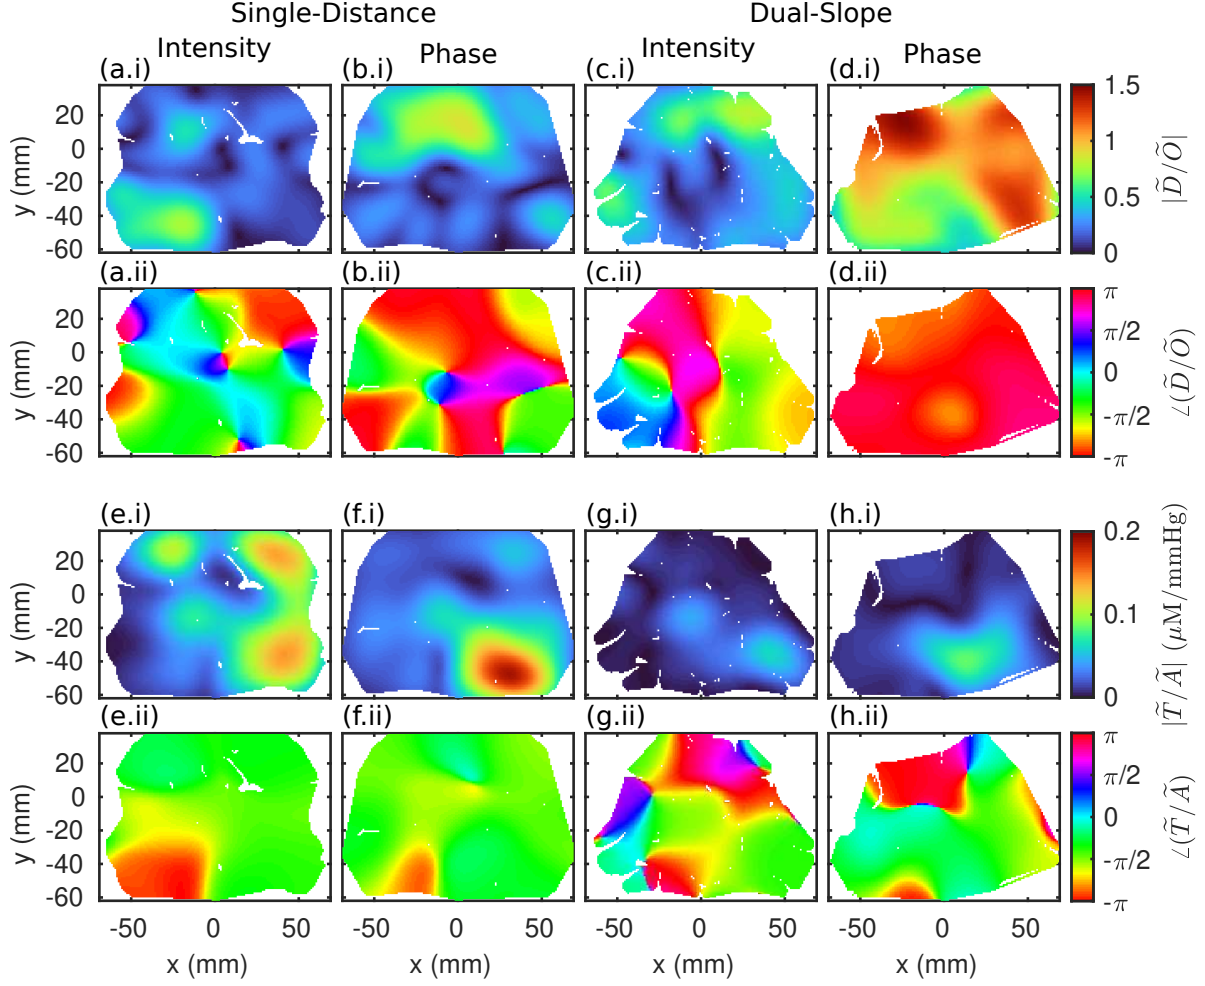 Single-Distance Dual-Slope
Intensity Phase Intensity Phase
(a.i) (b.i) (c.i) (d.i)
20
0
-20
-40
-60
y (mm)
1.5
1
0.5
0
|D̃/Õ|
(a.ii) (b.ii) (c.ii) (d.ii)
20
0
-20
-40
-60
y (mm)
π
π/2
0
-π/2
-π
∠(D̃/Õ)
(e.i) (f.i) (g.i) (h.i)
20
0
-20
-40
-60
y (mm)
0.2
0.1
0
|T̃/Ã| (μM/mmHg)
(e.ii) (f.ii) (g.ii) (h.ii)
20
0
-20
-40
-60
y (mm)
π
π/2
0
-π/2
-π
∠(T̃/Ã)
-50 0 50 -50 0 50 -50 0 50 -50 0 50
x (mm) x (mm) x (mm) x (mm)